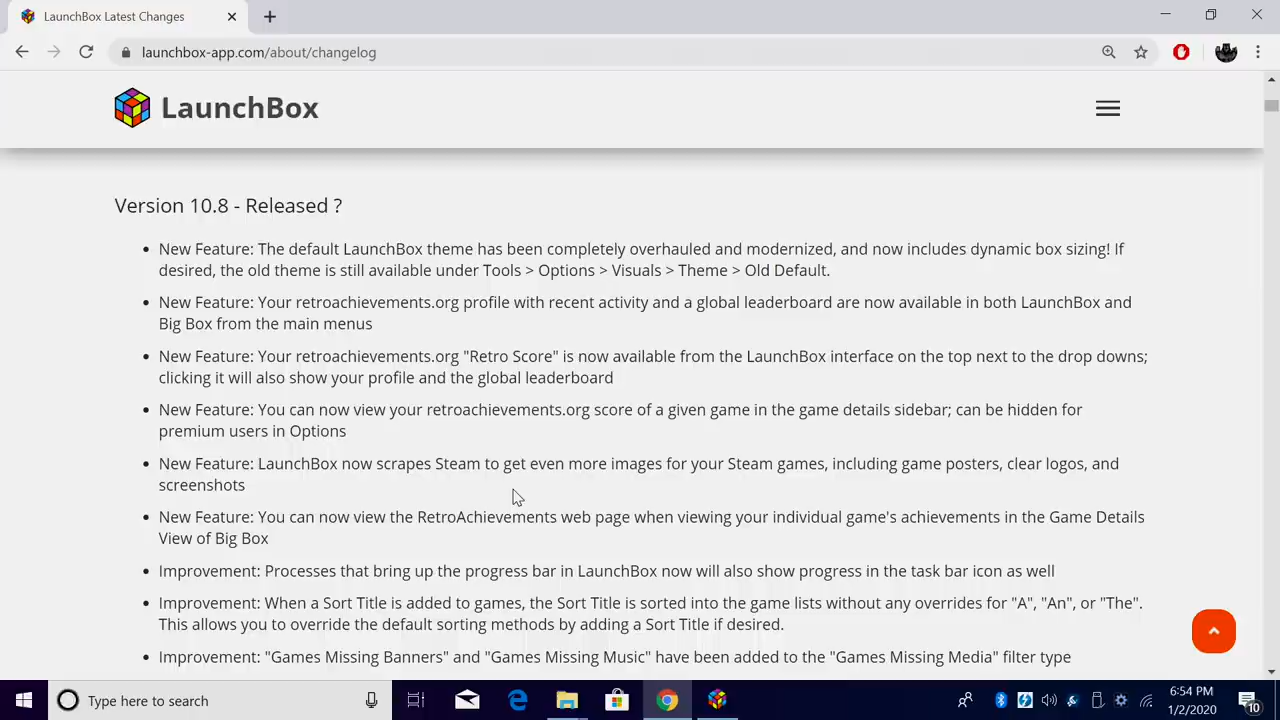 LaunchBox Latest Changes
launchbox-app.com/about/changelog
LaunchBox
Version 10.8 - Released ?
New Feature: The default LaunchBox theme has been completely overhauled and modernized, and now includes dynamic box sizing! If
desired, the old theme is still available under Tools > Options > Visuals > Theme > Old Default.
New Feature: Your retroachievements.org profile with recent activity and a global leaderboard are now available in both LaunchBox and
Big Box from the main menus
New Feature: Your retroachievements.org "Retro Score" is now available from the LaunchBox interface on the top next to the drop downs;
clicking it will also show your profile and the global leaderboard
New Feature: You can now view your retroachievements.org score of a given game in the game details sidebar; can be hidden for
premium users in Options
New Feature: LaunchBox now scrapes Steam to get even more images for your Steam games, including game posters, clear logos, and
screenshots
New Feature: You can now view the RetroAchievements web page when viewing your individual game's achievements in the Game Details
View of Big Box
Improvement: Processes that bring up the progress bar in LaunchBox now will also show progress in the task bar icon as well
Improvement: When a Sort Title is added to games, the Sort Title is sorted into the game lists without any overrides for "A", "An", or "The".
This allows you to override the default sorting methods by adding a Sort Title if desired.
Improvement: "Games Missing Banners" and "Games Missing Music" have been added to the "Games Missing Media" filter type
Type here to search
6:54 PM
1/2/2020
10